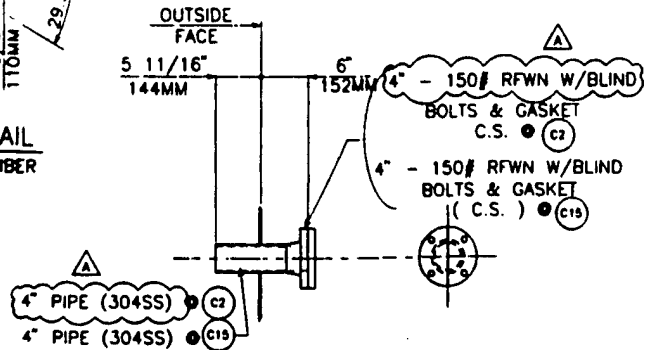 OUTSIDE
FACE
29.
110MM
5 11/16"
144MM
6"
152MM
A
4" - 150# RFWN W/BLIND
BOLTS & GASKET
C.S. C2
4" - 150# RFWN W/BLIND
BOLTS & GASKET
( C.S. ) C15
AIL
BER
A
4" PIPE (304SS) C2
4" PIPE (304SS) C15